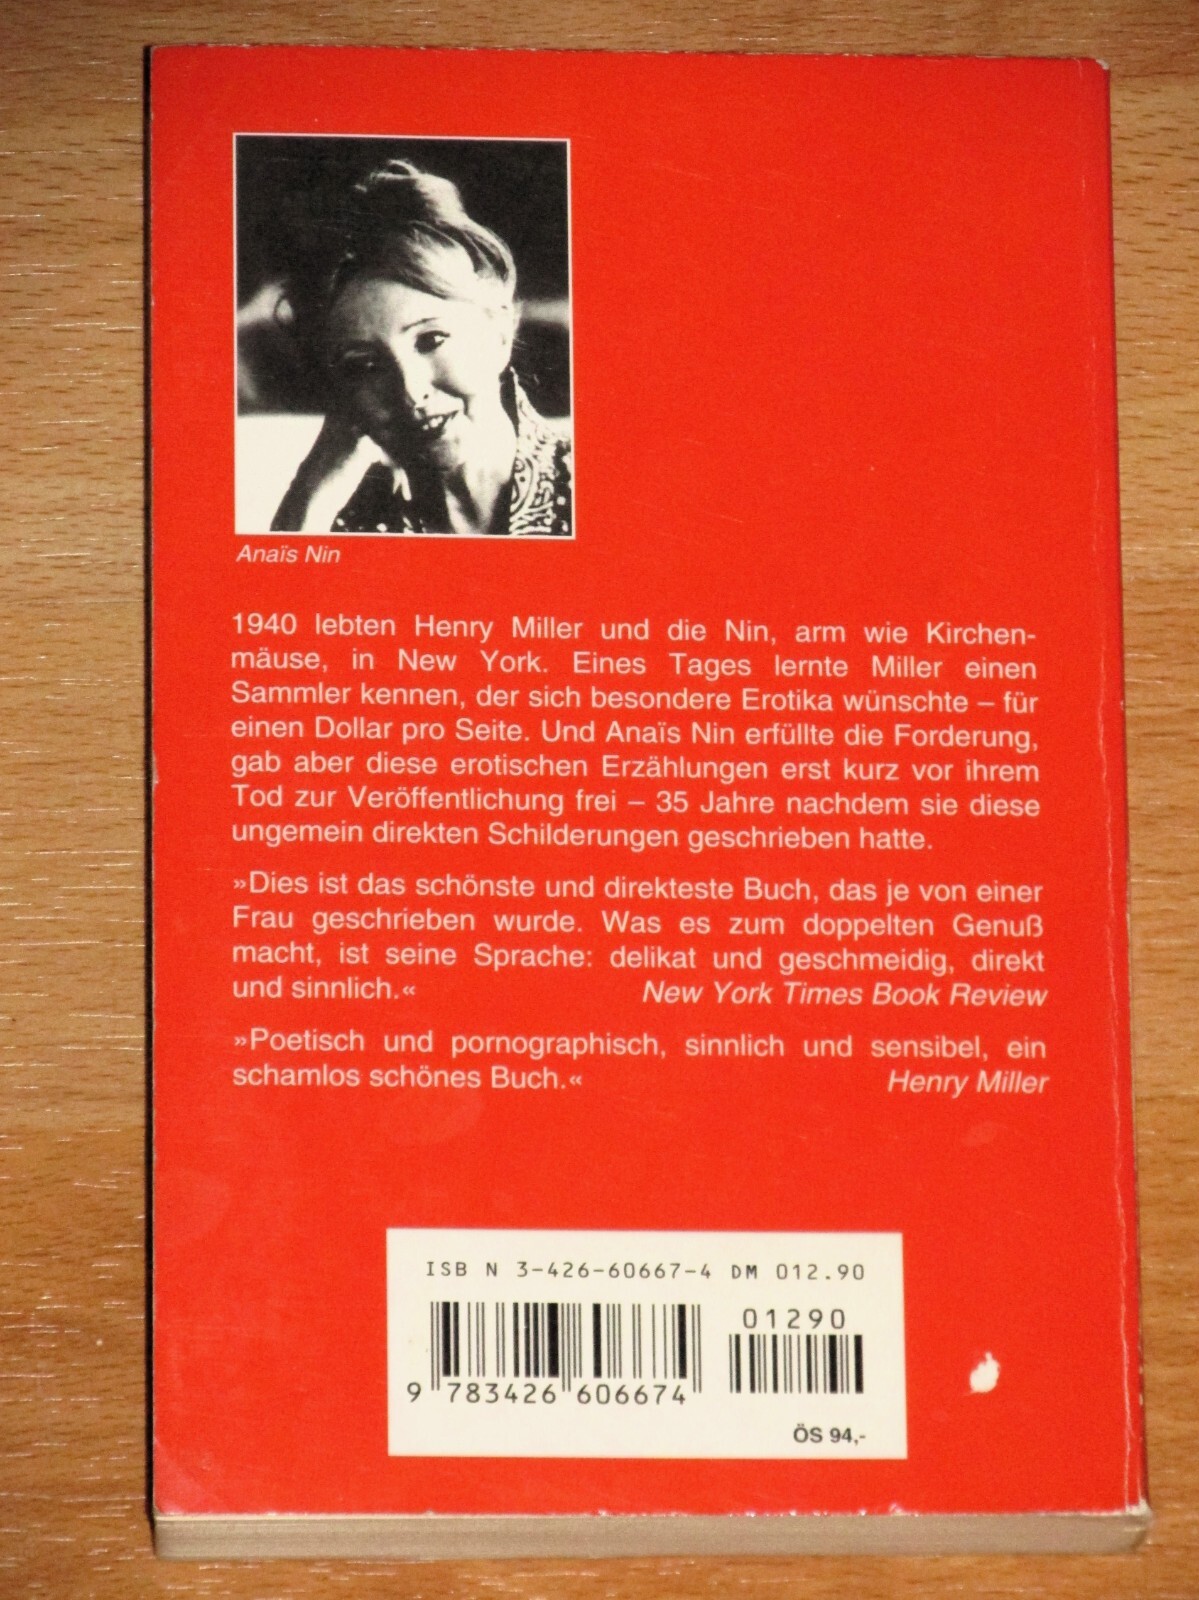 Anaïs Nin
1940 lebten Henry Miller und die Nin, arm wie Kirchen-
mäuse, in New York. Eines Tages lernte Miller einen
Sammler kennen, der sich besondere Erotika wünschte – für
einen Dollar pro Seite. Und Anaïs Nin erfüllte die Forderung,
gab aber diese erotischen Erzählungen erst kurz vor ihrem
Tod zur Veröffentlichung frei – 35 Jahre nachdem sie diese
ungemein direkten Schilderungen geschrieben hatte.
»Dies ist das schönste und direkteste Buch, das je von einer
Frau geschrieben wurde. Was es zum doppelten Genuß
macht, ist seine Sprache: delikat und geschmeidig, direkt
und sinnlich.« New York Times Book Review
»Poetisch und pornographisch, sinnlich und sensibel, ein
schamlos schönes Buch.« Henry Miller
ISB N 3-426-60667-4 DM 012.90
01290
9 783426 606674
ÖS 94,-